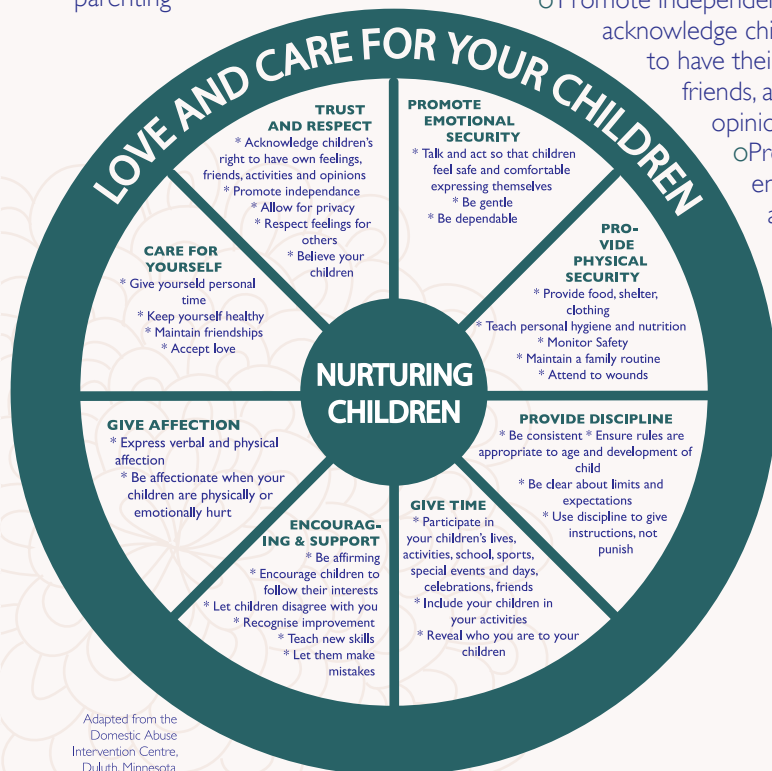 parenting
Promote independen
acknowledge chi
to have thei
friends, a
opinio
oPr
er
a
LOVE AND CARE FOR YOUR CHILDREN
TRUST
AND RESPECT
* Acknowledge children's
right to have own feelings,
friends, activities and opinions
* Promote independance
* Allow for privacy
* Respect feelings for
others
* Believe your
children
PROMOTE
EMOTIONAL
SECURITY
* Talk and act so that children
feel safe and comfortable
expressing themselves
* Be gentle
* Be dependable
PRO-
VIDE
PHYSICAL
SECURITY
* Provide food, shelter,
clothing
* Teach personal hygiene and nutrition
* Monitor Safety
* Maintain a family routine
* Attend to wounds
PROVIDE DISCIPLINE
* Be consistent * Ensure rules are
appropriate to age and development of
child
* Be clear about limits and
expectations
* Use discipline to give
instructions, not
punish
GIVE TIME
* Participate in
your children's lives,
activities, school, sports,
special events and days,
celebrations, friends
* Include your children in
your activities
* Reveal who you are to your
children
ENCOURAG-
ING & SUPPORT
* Be affirming
* Encourage children to
follow their interests
* Let children disagree with you
* Recognise improvement
* Teach new skills
* Let them make
mistakes
GIVE AFFECTION
* Express verbal and physical
affection
* Be affectionate when your
children are physically or
emotionally hurt
CARE FOR
YOURSELF
* Give yourseld personal
time
* Keep yourself healthy
* Maintain friendships
* Accept love
NURTURING
CHILDREN
Adapted from the
Domestic Abuse
Intervention Centre,
Duluth, Minnesota